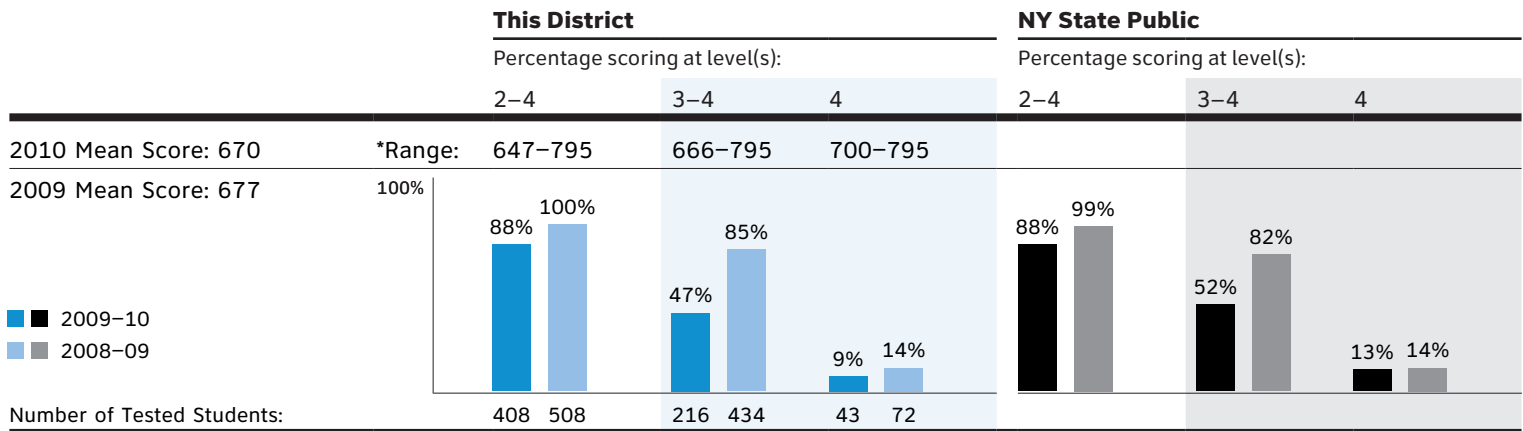 This District NY State Public
Percentage scoring at level(s): Percentage scoring at level(s):
2–4 3–4 4 2–4 3–4 4
2010 Mean Score: 670 *Range: 647–795 666–795 700–795
2009 Mean Score: 677 100%
88% 100% 47% 85% 9% 14% 88% 99% 52% 82% 13% 14%
2009–10
2008–09
Number of Tested Students: 408 508 216 434 43 72